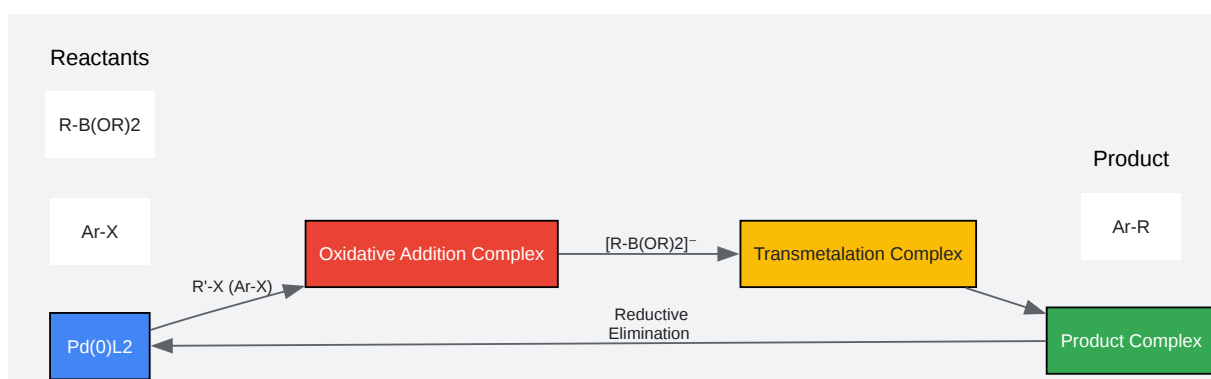 Reactants
R-B(OR)2
Ar-X
Pd(0)L2
R'-X (Ar-X)
Oxidative Addition Complex
[R-B(OR)2]⁻
Transmetalation Complex
Reductive
Elimination
Product
Ar-R
Product Complex